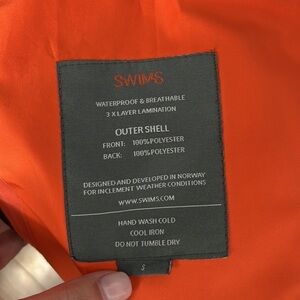 SWIMS
WATERPROOF & BREATHABLE
3 X LAYER LAMINATION
OUTER SHELL
FRONT: 100%POLYESTER
BACK: 100%POLYESTER
DESIGNED AND DEVELOPED IN NORWAY
FOR INCLEMENT WEATHER CONDITIONS
WWW.SWIMS.COM
HAND WASH COLD
COOL IRON
DO NOT TUMBLE DRY
S